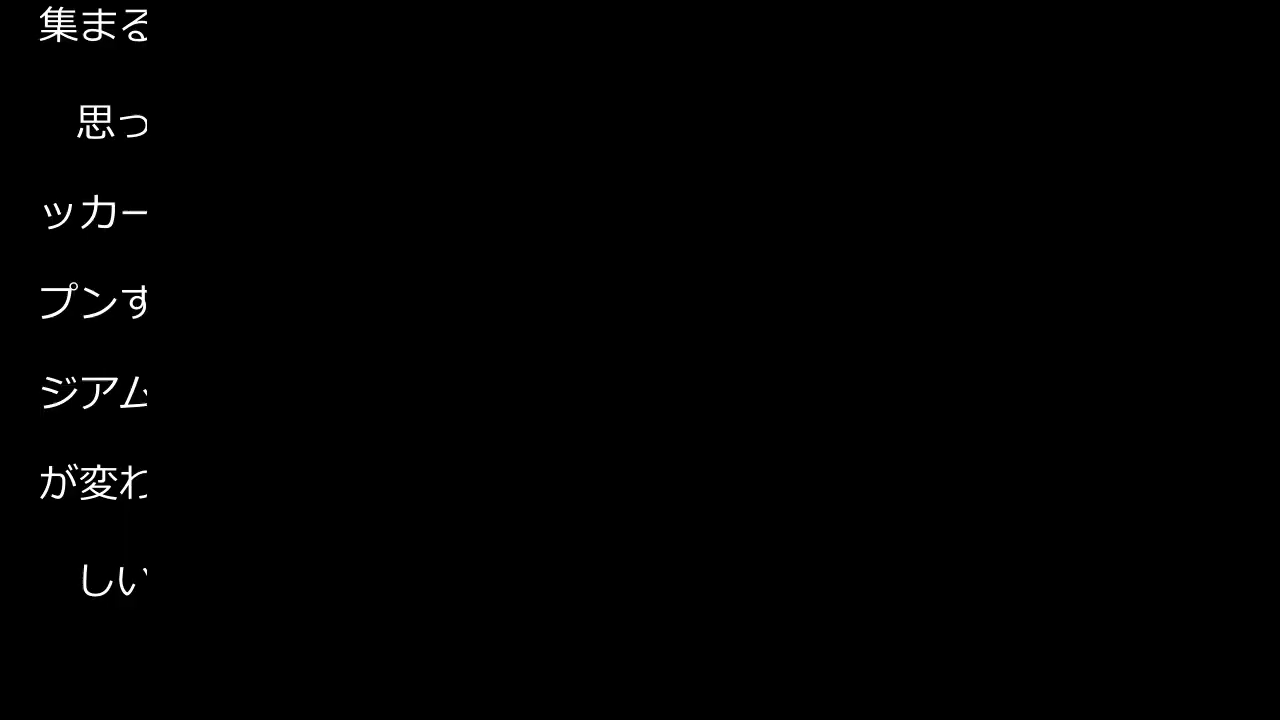 集まる
思っ
ッカー
プンす
ジアム
が変わ
しい